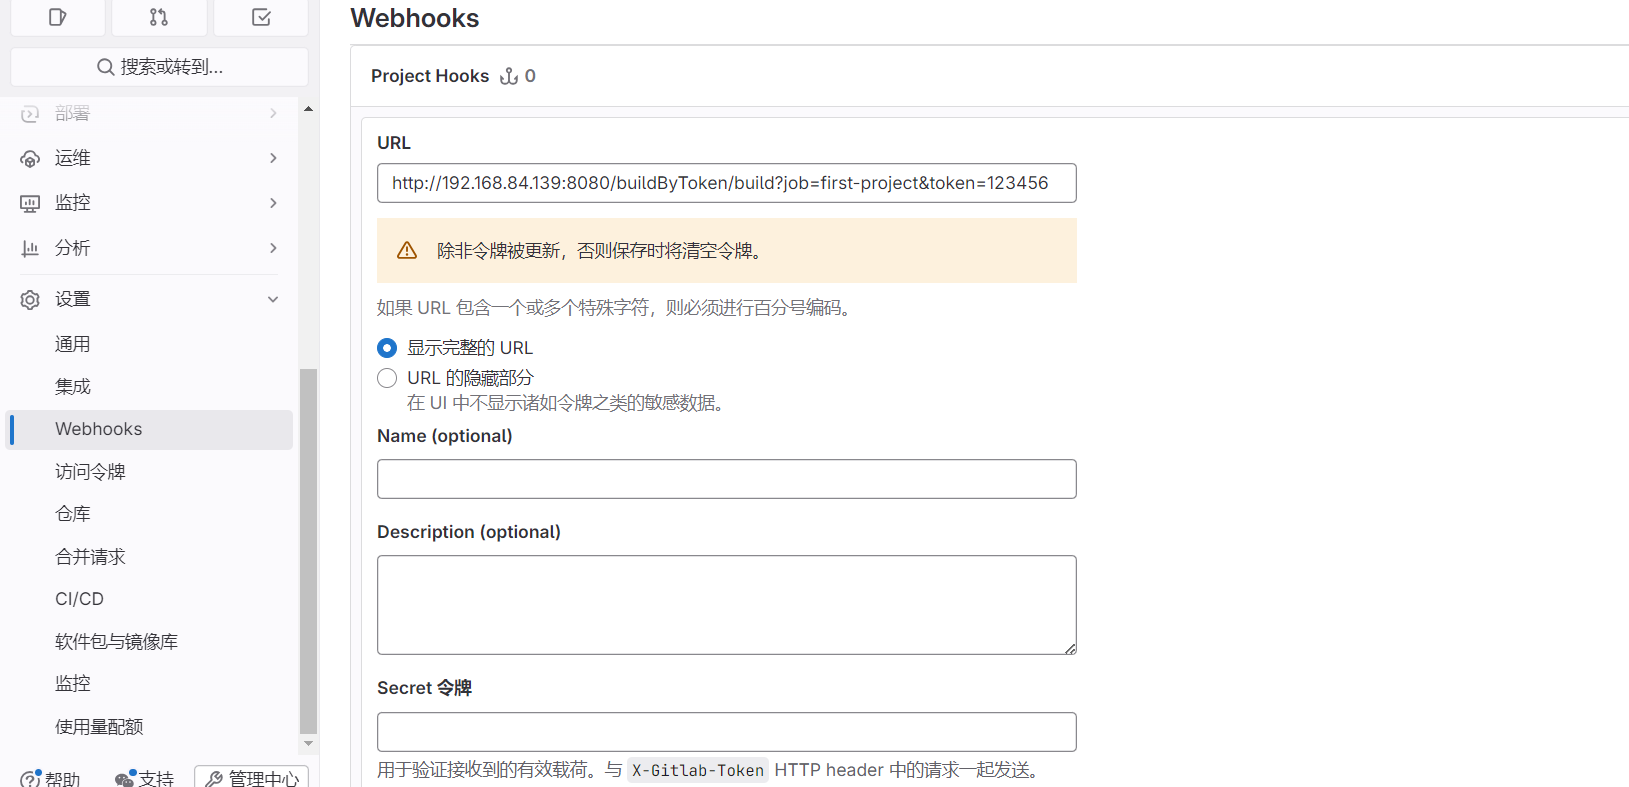 搜索或转到...
部署
运维
监控
分析
设置
通用
集成
Webhooks
访问令牌
仓库
合并请求
CI/CD
软件包与镜像库
监控
使用量配额
帮助
支持
管理中心
Webhooks
Project Hooks 0
URL
http://192.168.84.139:8080/buildByToken/build?job=first-project&token=123456
除非令牌被更新，否则保存时将清空令牌。
如果 URL 包含一个或多个特殊字符，则必须进行百分号编码。
显示完整的 URL
URL 的隐藏部分
在 UI 中不显示诸如令牌之类的敏感数据。
Name (optional)
Description (optional)
Secret 令牌
用于验证接收到的有效载荷。与 X-Gitlab-Token HTTP header 中的请求一起发送。